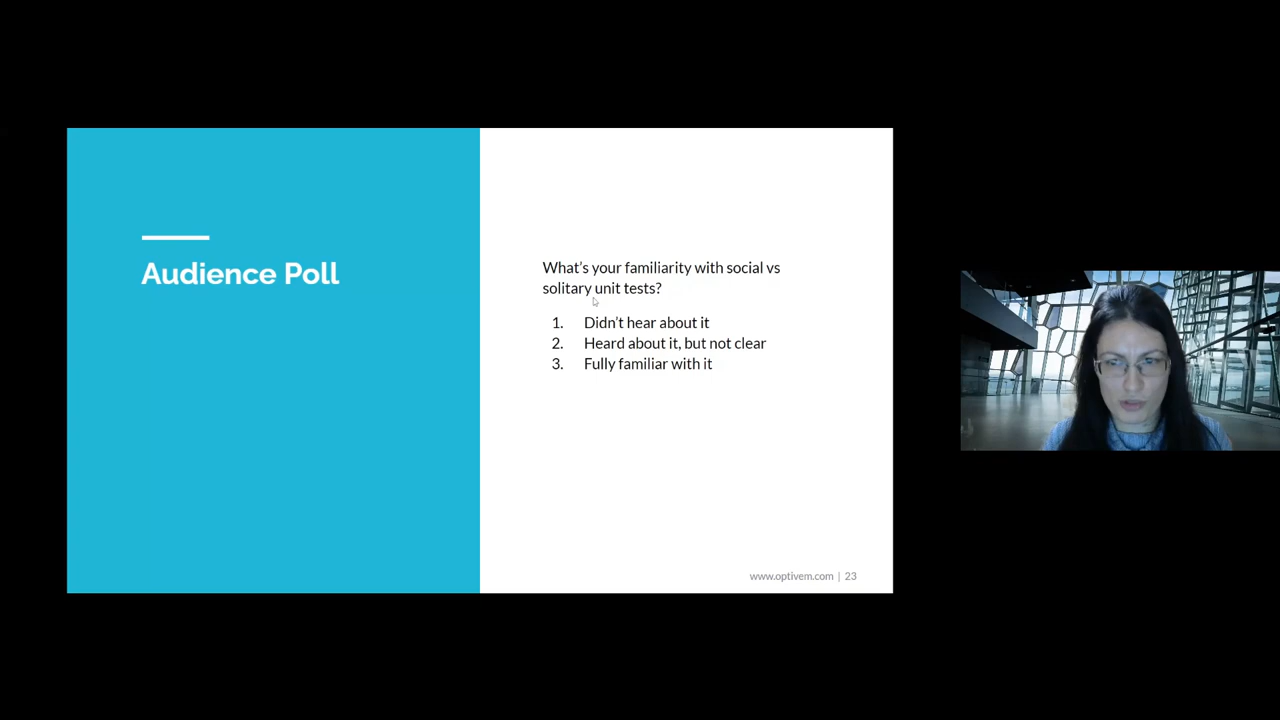 Audience Poll
What's your familiarity with social vs
solitary unit tests?
1. Didn't hear about it
2. Heard about it, but not clear
3. Fully familiar with it
www.optivem.com | 23